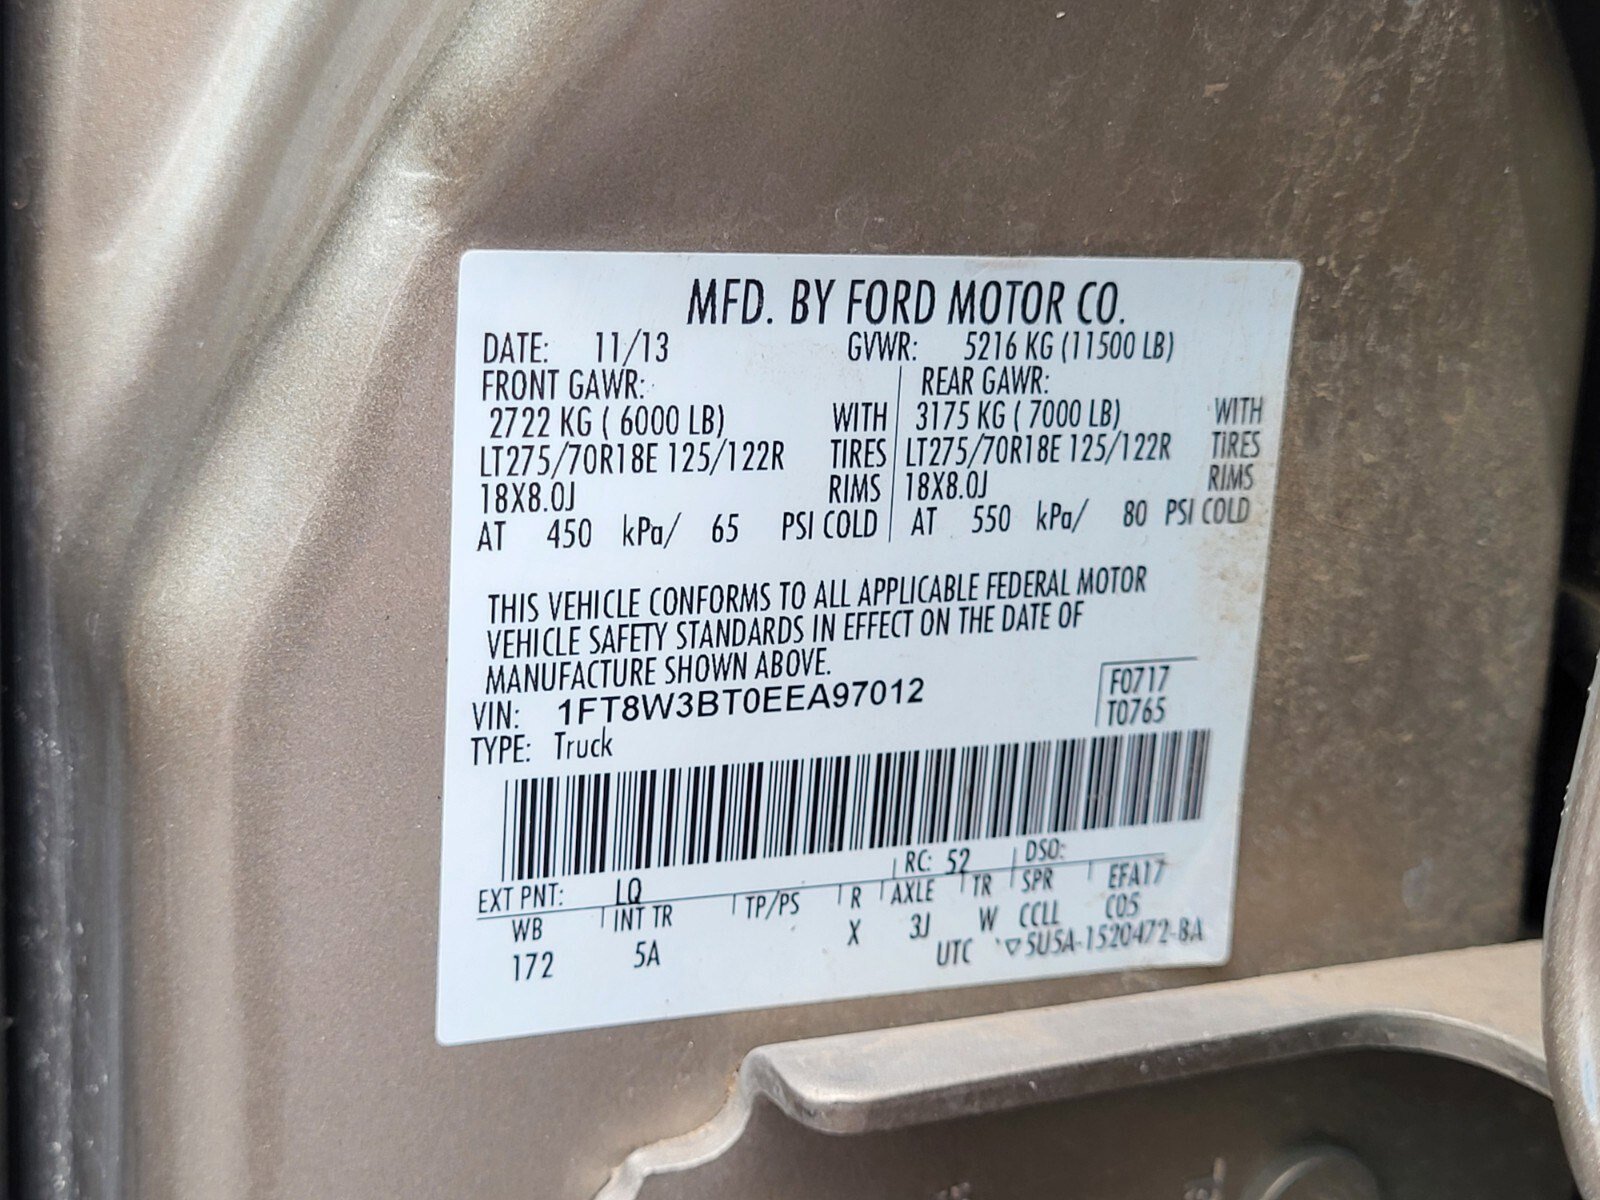 MFD. BY FORD MOTOR CO.
DATE: 11/13 GVWR: 5216 KG (11500 LB)
FRONT GAWR: REAR GAWR:
2722 KG ( 6000 LB) WITH 3175 KG ( 7000 LB) WITH
LT275/70R18E 125/122R TIRES LT275/70R18E 125/122R TIRES
18X8.0J RIMS 18X8.0J RIMS
AT 450 kPa/ 65 PSI COLD AT 550 kPa/ 80 PSI COLD
THIS VEHICLE CONFORMS TO ALL APPLICABLE FEDERAL MOTOR
VEHICLE SAFETY STANDARDS IN EFFECT ON THE DATE OF
MANUFACTURE SHOWN ABOVE.
VIN: 1FT8W3BT0EEA97012 F0717
TYPE: Truck T0765
EXT PNT: LQ RC: 52 DSO:
WB INT TR TP/PS R AXLE TR SPR EFA17
172 5A X 3J W CCLL C05
UTC ▽5U5A-1520472-BA